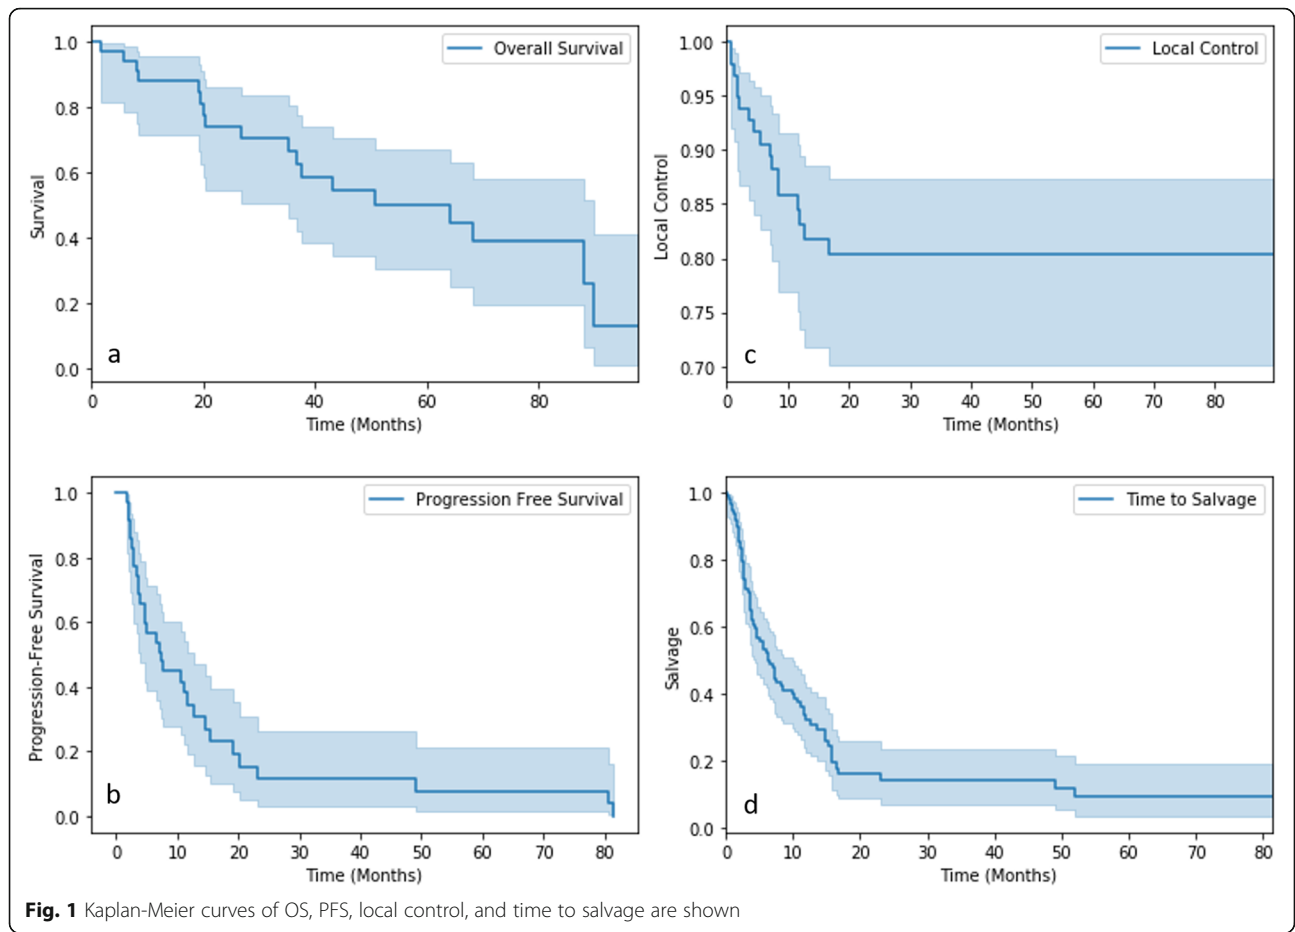 Overall Survival
1.0
0.8
0.6
0.4
0.2
0.0
Survival
a
0 20 40 60 80
Time (Months)
Local Control
1.00
0.95
0.90
0.85
0.80
0.75
0.70
Local Control
c
0 10 20 30 40 50 60 70 80
Time (Months)
Progression Free Survival
1.0
0.8
0.6
0.4
0.2
0.0
Progression-Free Survival
b
0 10 20 30 40 50 60 70 80
Time (Months)
Time to Salvage
1.0
0.8
0.6
0.4
0.2
0.0
Salvage
d
0 10 20 30 40 50 60 70 80
Time (Months)
Fig. 1 Kaplan-Meier curves of OS, PFS, local control, and time to salvage are shown